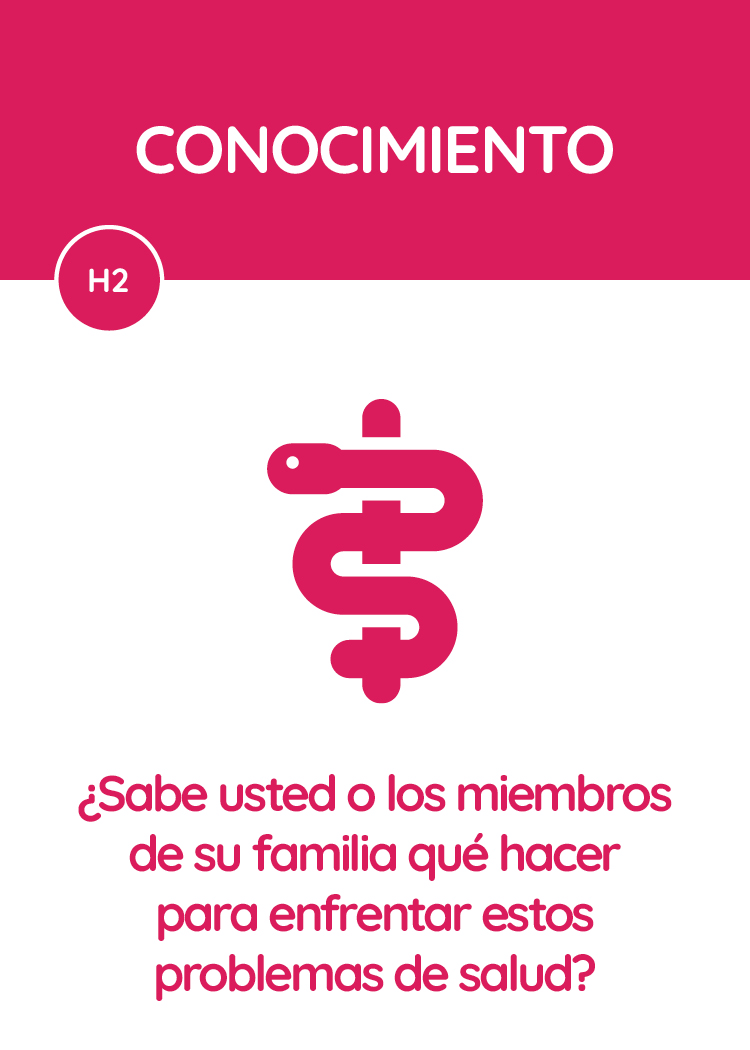 CONOCIMIENTO
H2
¿Sabe usted o los miembros
de su familia qué hacer
para enfrentar estos
problemas de salud?